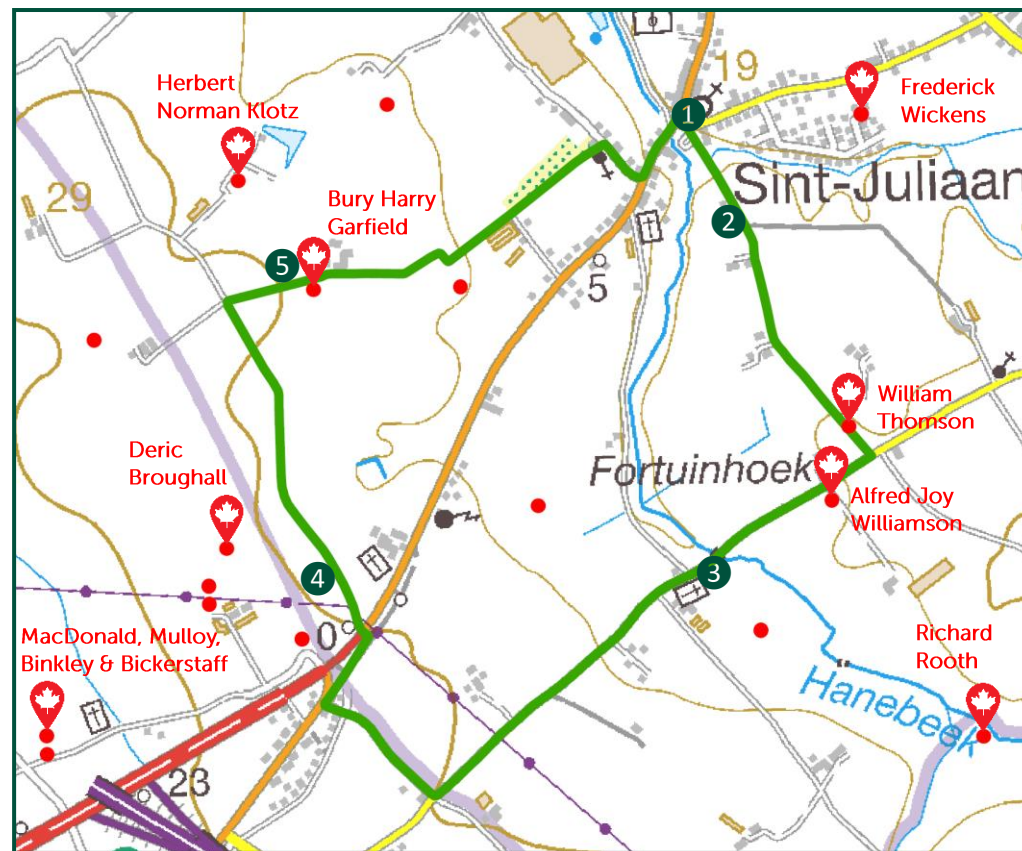 Herbert
Norman Klotz
19
Frederick
Wickens
1
Sint-Juliaan
29
Bury Harry
Garfield
2
5
5
William
Thomson
Deric
Broughall
Fortuinhoek
Alfred Joy
Williamson
3
4
MacDonald, Mulloy,
Binkley & Bickerstaff
0
Richard
Rooth
Hanebeek
23